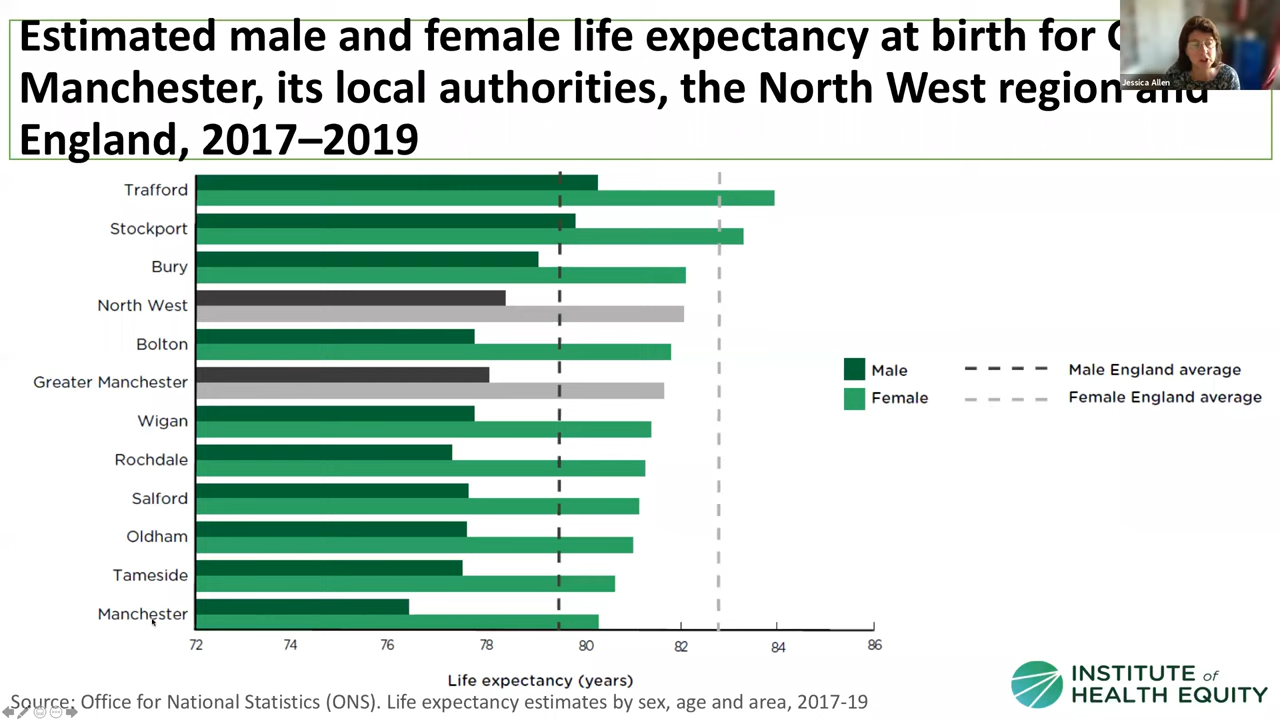 Estimated male and female life expectancy at birth for
Manchester, its local authorities, the North West region and
England, 2017–2019
Jessica Allen
Trafford
Stockport
Bury
North West
Bolton
Greater Manchester
Wigan
Rochdale
Salford
Oldham
Tameside
Manchester
72 74 76 78 80 82 84 86
Life expectancy (years)
Male
Female
Male England average
Female England average
Source: Office for National Statistics (ONS). Life expectancy estimates by sex, age and area, 2017-19
INSTITUTE of
HEALTH EQUITY